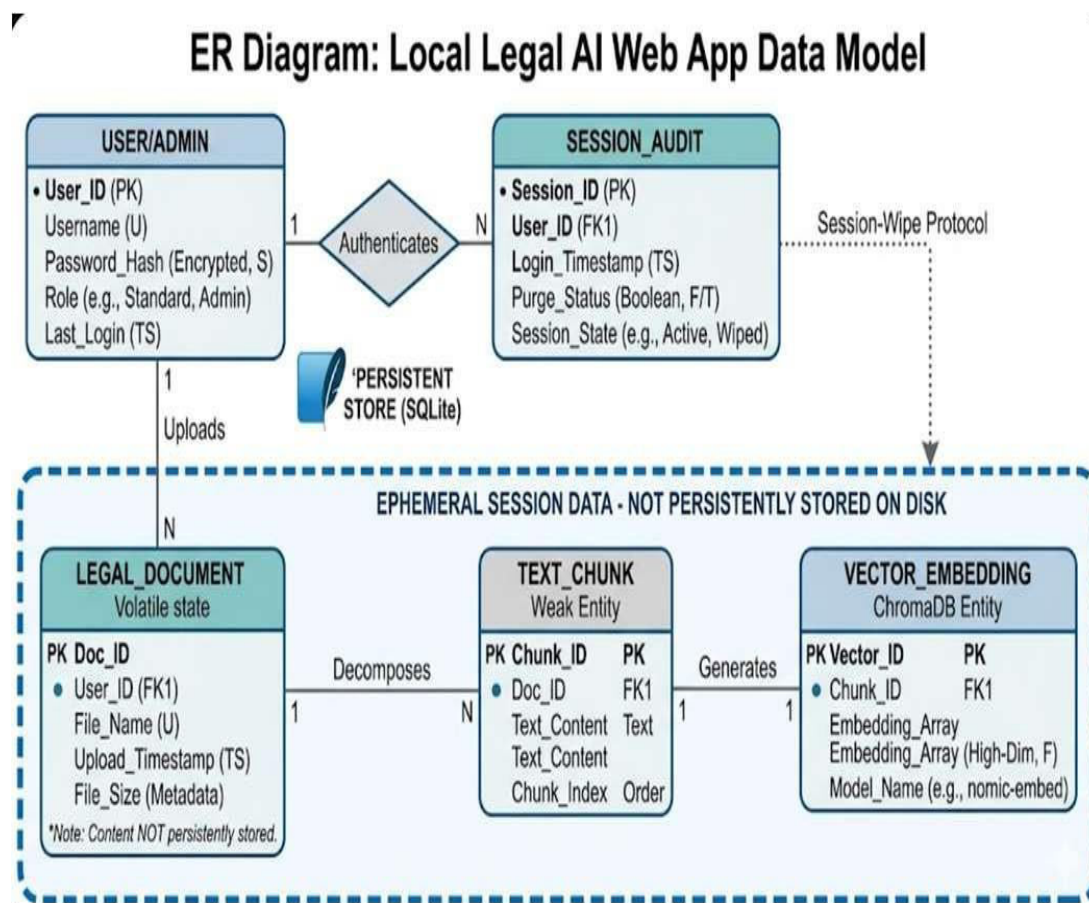 ER Diagram: Local Legal AI Web App Data Model
USER/ADMIN
• User_ID (PK)
Username (U)
Password_Hash (Encrypted, S)
Role (e.g., Standard, Admin)
Last_Login (TS)
1
Authenticates
N
SESSION_AUDIT
• Session_ID (PK)
User_ID (FK1)
Login_Timestamp (TS)
Purge_Status (Boolean, F/T)
Session_State (e.g., Active, Wiped)
Session-Wipe Protocol
'PERSISTENT
STORE (SQLite)
1
Uploads
N
EPHEMERAL SESSION DATA - NOT PERSISTENTLY STORED ON DISK
LEGAL_DOCUMENT
Volatile state
PK Doc_ID
• User_ID (FK1)
File_Name (U)
Upload_Timestamp (TS)
File_Size (Metadata)
*Note: Content NOT persistently stored.
Decomposes
1
N
TEXT_CHUNK
Weak Entity
PK Chunk_ID PK
• Doc_ID FK1
Text_Content Text
Text_Content
Chunk_Index Order
Generates
1
1
VECTOR_EMBEDDING
ChromaDB Entity
PK Vector_ID PK
• Chunk_ID FK1
Embedding_Array
Embedding_Array (High-Dim, F)
Model_Name (e.g., nomic-embed)